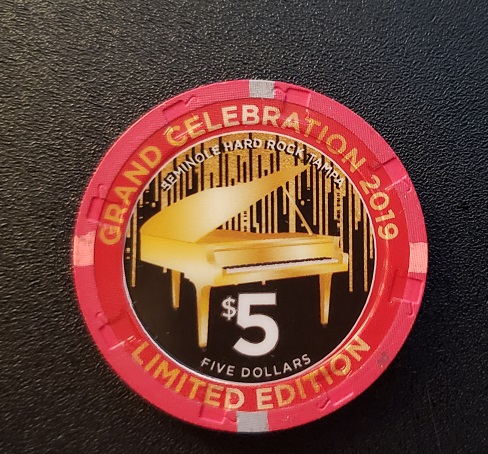 GRAND CELEBRATION 2019
SEMINOLE HARD ROCK TAMPA
$5
FIVE DOLLARS
LIMITED EDITION